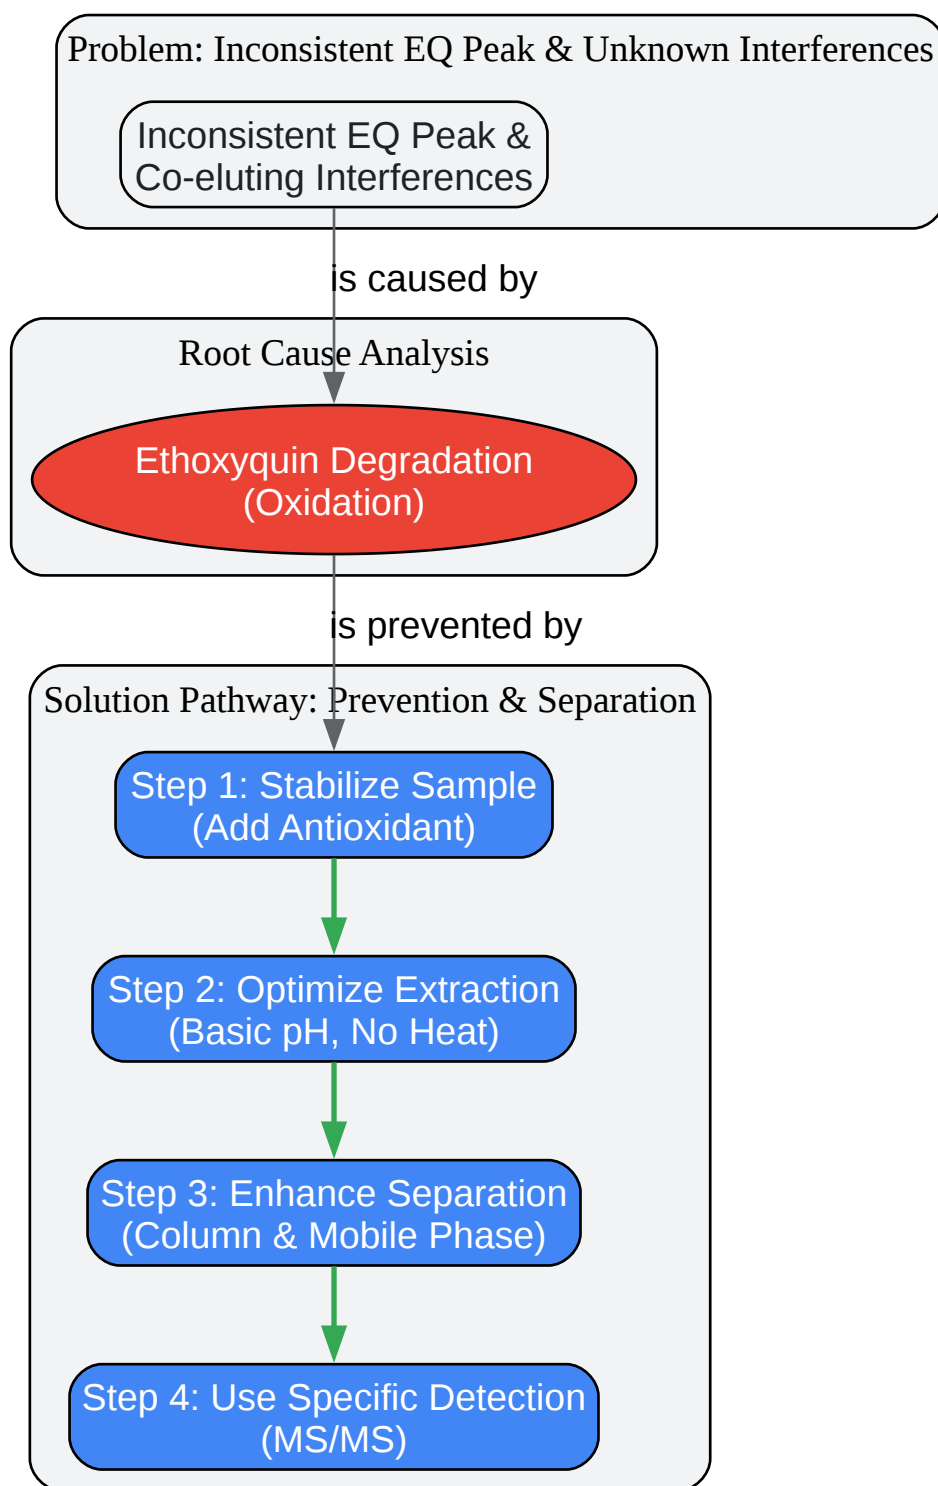 Problem: Inconsistent EQ Peak & Unknown Interferences
Inconsistent EQ Peak &
Co-eluting Interferences
is caused by
Root Cause Analysis
Ethoxyquin Degradation
(Oxidation)
is prevented by
Solution Pathway: Prevention & Separation
Step 1: Stabilize Sample
(Add Antioxidant)
Step 2: Optimize Extraction
(Basic pH, No Heat)
Step 3: Enhance Separation
(Column & Mobile Phase)
Step 4: Use Specific Detection
(MS/MS)